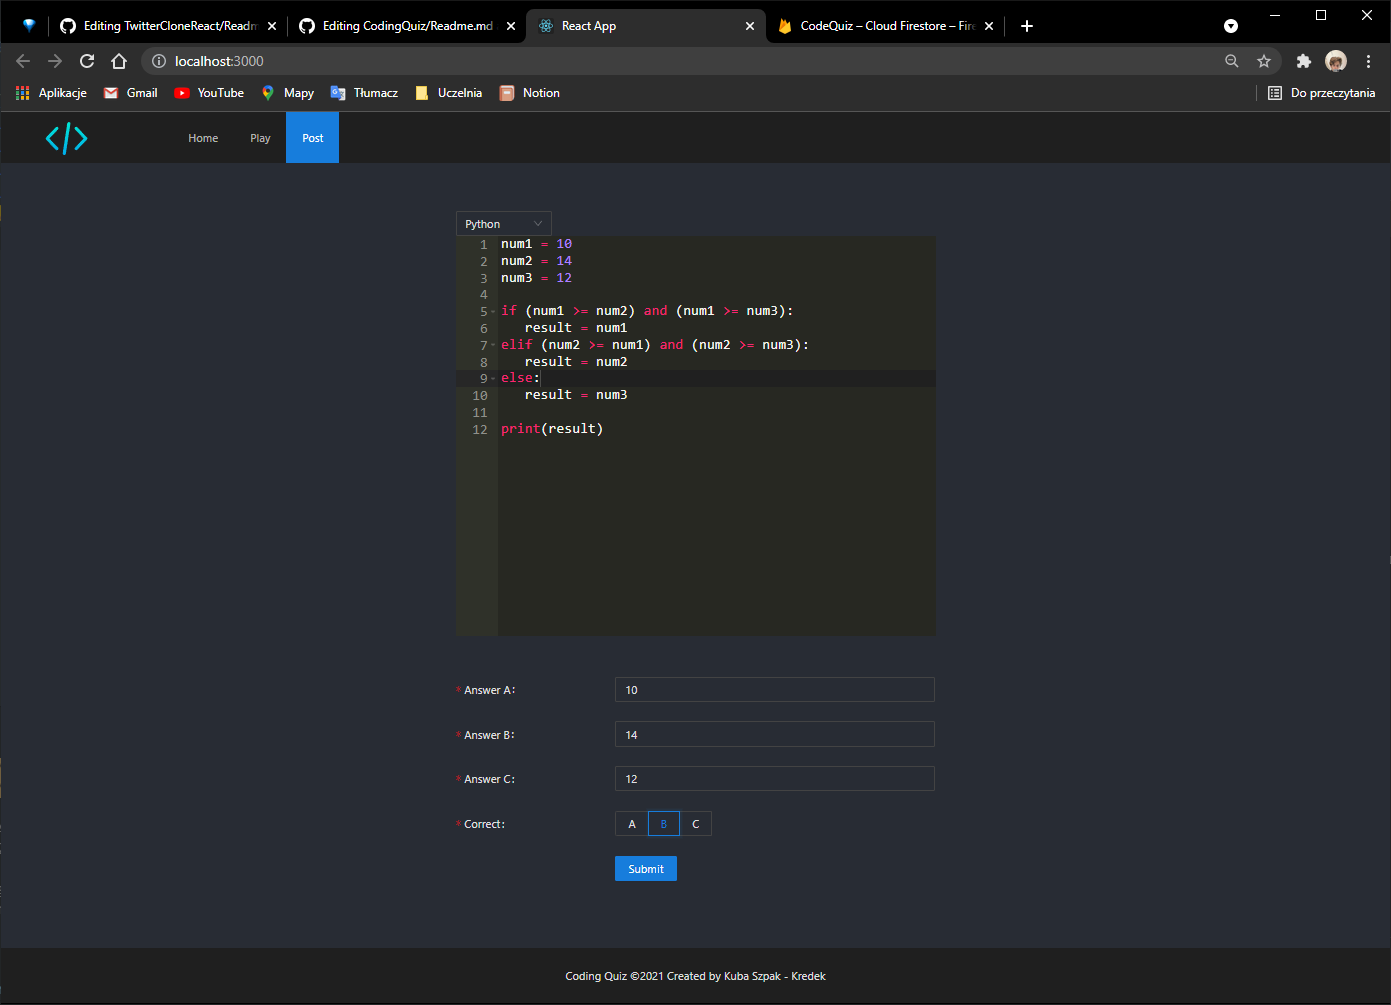 Editing TwitterCloneReact/Readm
Editing CodingQuiz/Readme.md
React App
CodeQuiz – Cloud Firestore – Fire
localhost:3000
Aplikacje
Gmail
YouTube
Mapy
Tłumacz
Uczelnia
Notion
Do przeczytania
</>
Home
Play
Post
Python
1 num1 = 10
2 num2 = 14
3 num3 = 12
4
5 if (num1 >= num2) and (num1 >= num3):
6    result = num1
7 elif (num2 >= num1) and (num2 >= num3):
8    result = num2
9 else:
10    result = num3
11
12 print(result)
* Answer A: 10
* Answer B: 14
* Answer C: 12
* Correct: A B C
Submit
Coding Quiz ©2021 Created by Kuba Szpak - Kredek